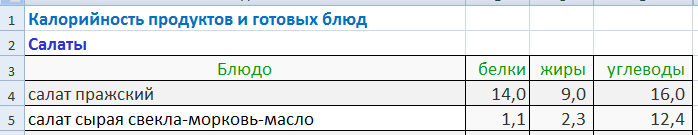 1 Калорийность продуктов и готовых блюд
2 Салаты
3 Блюдо белки жиры углеводы
4 салат пражский 14,0 9,0 16,0
5 салат сырая свекла-морковь-масло 1,1 2,3 12,4